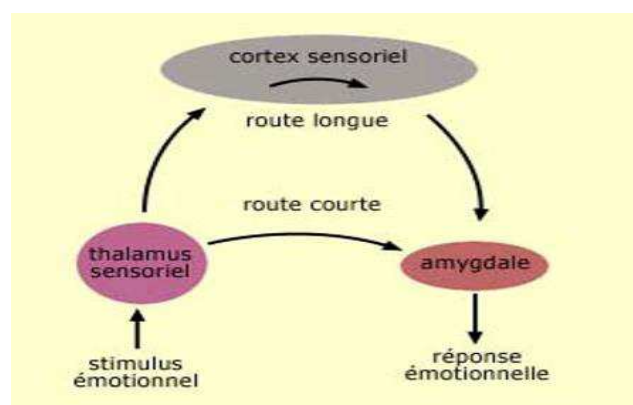 cortex sensoriel
route longue
route courte
thalamus
sensoriel
amygdale
stimulus
émotionnel
réponse
émotionnelle